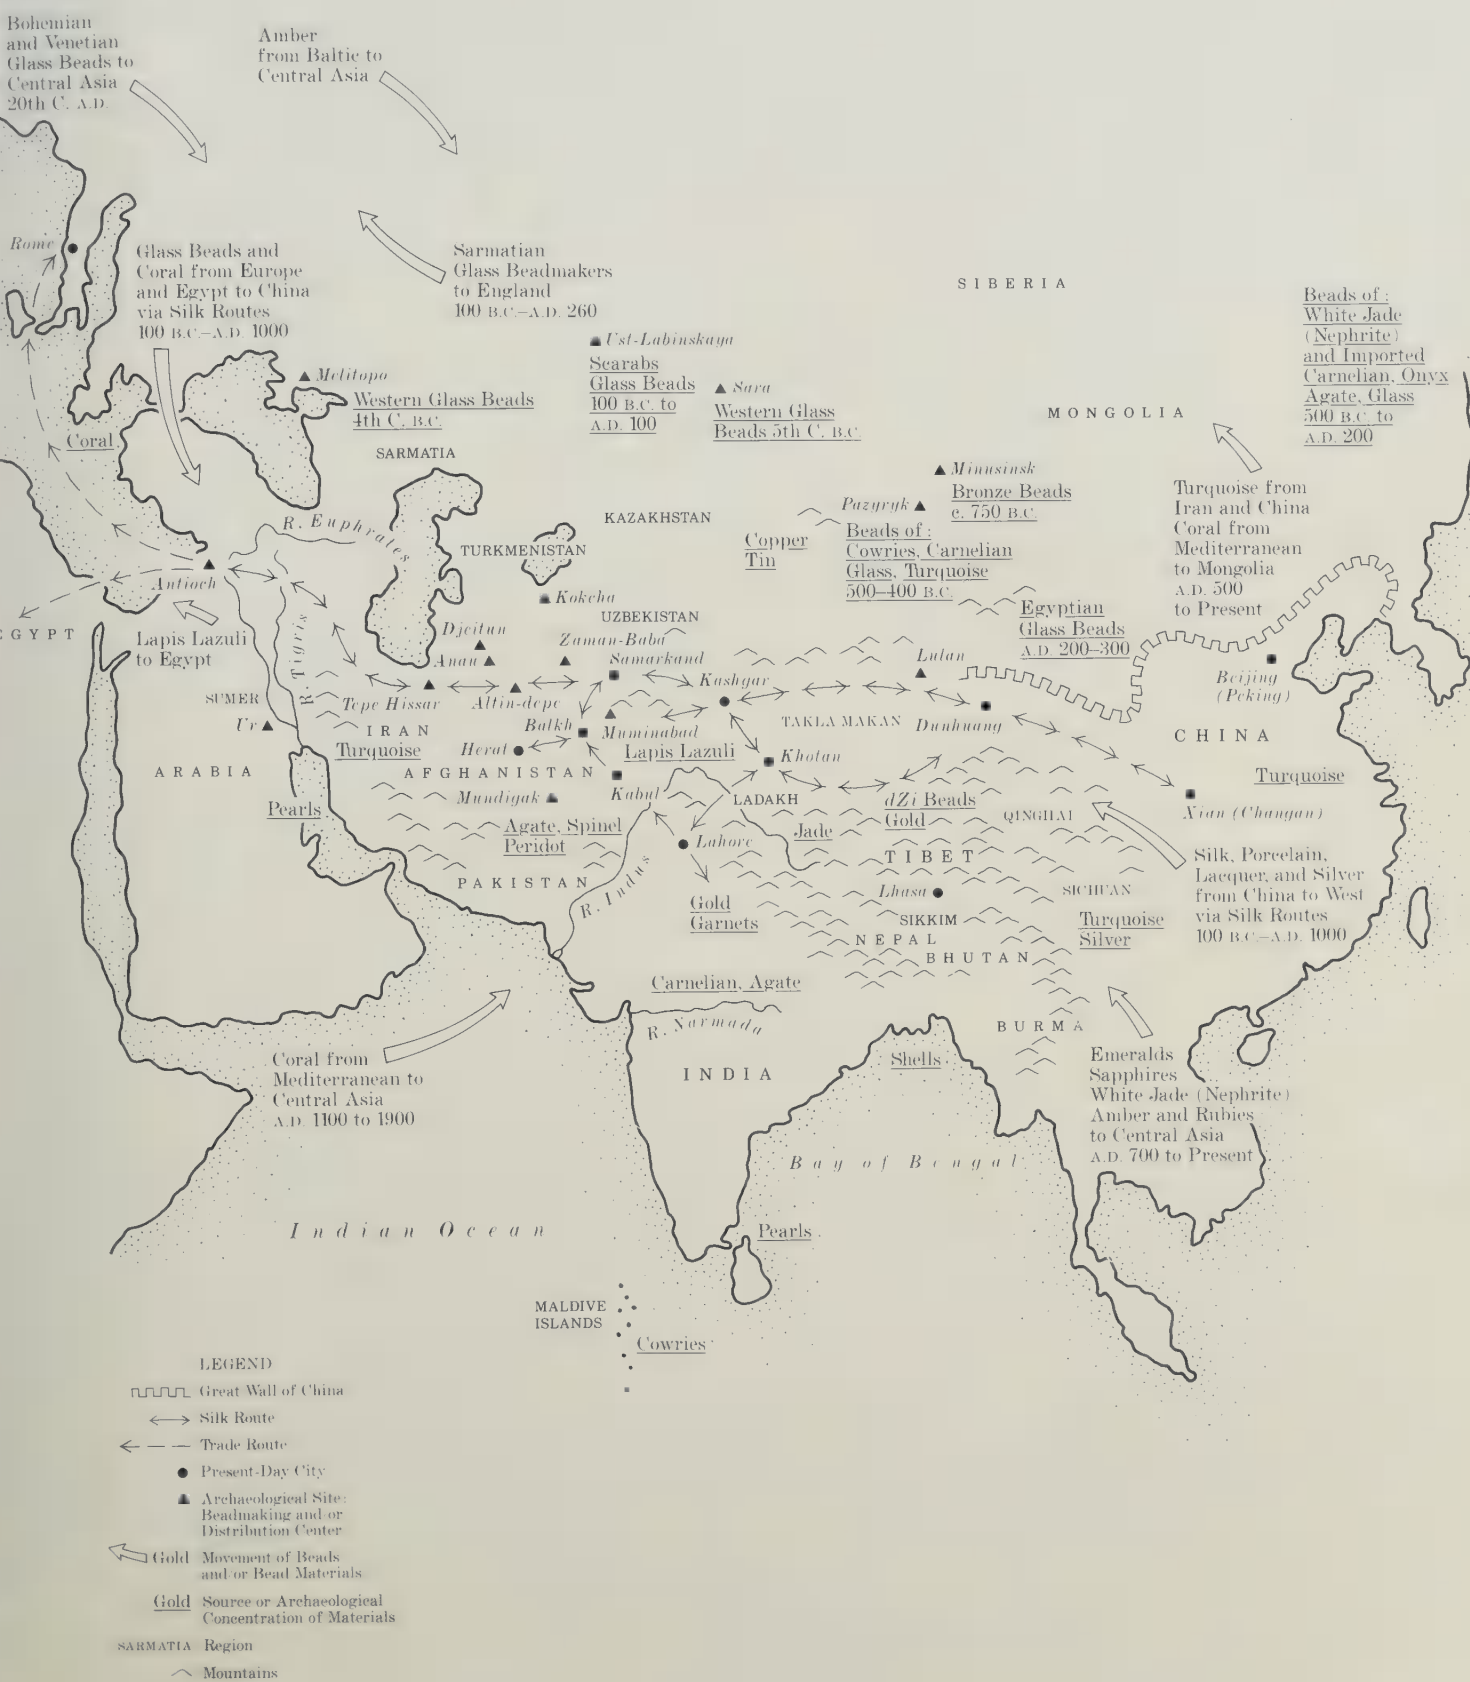 Bohemian
and Venetian
Glass Beads to
Central Asia
20th C. A.D.
Amber
from Baltic to
Central Asia
Rome
Glass Beads and
Coral from Europe
and Egypt to China
via Silk Routes
100 B.C.–A.D. 1000
Sarmatian
Glass Beadmakers
to England
100 B.C.–A.D. 260
SIBERIA
Beads of:
White Jade
(Nephrite)
and Imported
Carnelian, Onyx
Agate, Glass
500 B.C. to
A.D. 200
Ust-Labinskaya
Scarabs
Glass Beads
100 B.C. to
A.D. 100
Melitopo
Western Glass Beads
4th C. B.C.
Sara
Western Glass
Beads 5th C. B.C.
MONGOLIA
Coral
SARMATIA
Minusinsk
Bronze Beads
c. 750 B.C.
Pazyryk
Beads of:
Cowries, Carnelian
Glass, Turquoise
500–400 B.C.
Turquoise from
Iran and China
Coral from
Mediterranean
to Mongolia
A.D. 500
to Present
R. Euphrates
KAZAKHSTAN
Copper
Tin
TURKMENISTAN
Antioch
Kokcha
UZBEKISTAN
Egyptian
Glass Beads
A.D. 200–300
EGYPT
Lapis Lazuli
to Egypt
R. Tigris
Djeitun
Anau
Zaman-Baba
Samarkand
Lulan
Beijing
(Peking)
Kashgar
SUMER
Ur
Tepe Hissar
Altin-depe
Balkh
Muminabad
TAKLA MAKAN
Dunhuang
CHINA
IRAN
Turquoise
Herat
Lapis Lazuli
Khotan
ARABIA
AFGHANISTAN
Turquoise
Mundigak
Kabul
LADAKH
dZi Beads
Gold
QINGHAI
Xian (Changan)
Pearls
Agate, Spinel
Peridot
Jade
Lahore
TIBET
Silk, Porcelain,
Lacquer, and Silver
from China to West
via Silk Routes
100 B.C.–A.D. 1000
PAKISTAN
R. Indus
Lhasa
SICHUAN
Gold
Garnets
SIKKIM
Turquoise
Silver
NEPAL
BHUTAN
Carnelian, Agate
R. Narmada
BURMA
Coral from
Mediterranean to
Central Asia
A.D. 1100 to 1900
INDIA
Shells
Emeralds
Sapphires
White Jade (Nephrite)
Amber and Rubies
to Central Asia
A.D. 700 to Present
Bay of Bengal
Indian Ocean
Pearls
MALDIVE
ISLANDS
Cowries
LEGEND
Great Wall of China
Silk Route
Trade Route
Present-Day City
Archaeological Site:
Beadmaking and/or
Distribution Center
Gold Movement of Beads
and/or Bead Materials
Gold Source or Archaeological
Concentration of Materials
SARMATIA Region
Mountains